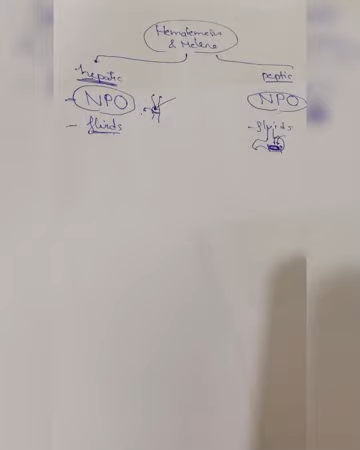 Hematemesis
& Melena
hepatic
peptic
- NPO
NPO
- fluids
- fluids